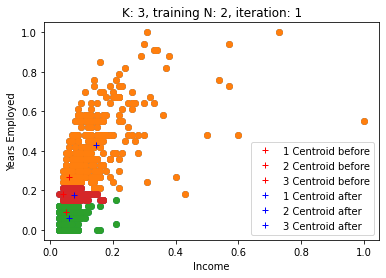 K: 3, training N: 2, iteration: 1
1.0
0.8
0.6
0.4
0.2
0.0
Years Employed
1 Centroid before
2 Centroid before
3 Centroid before
1 Centroid after
2 Centroid after
3 Centroid after
0.0 0.2 0.4 0.6 0.8 1.0
Income